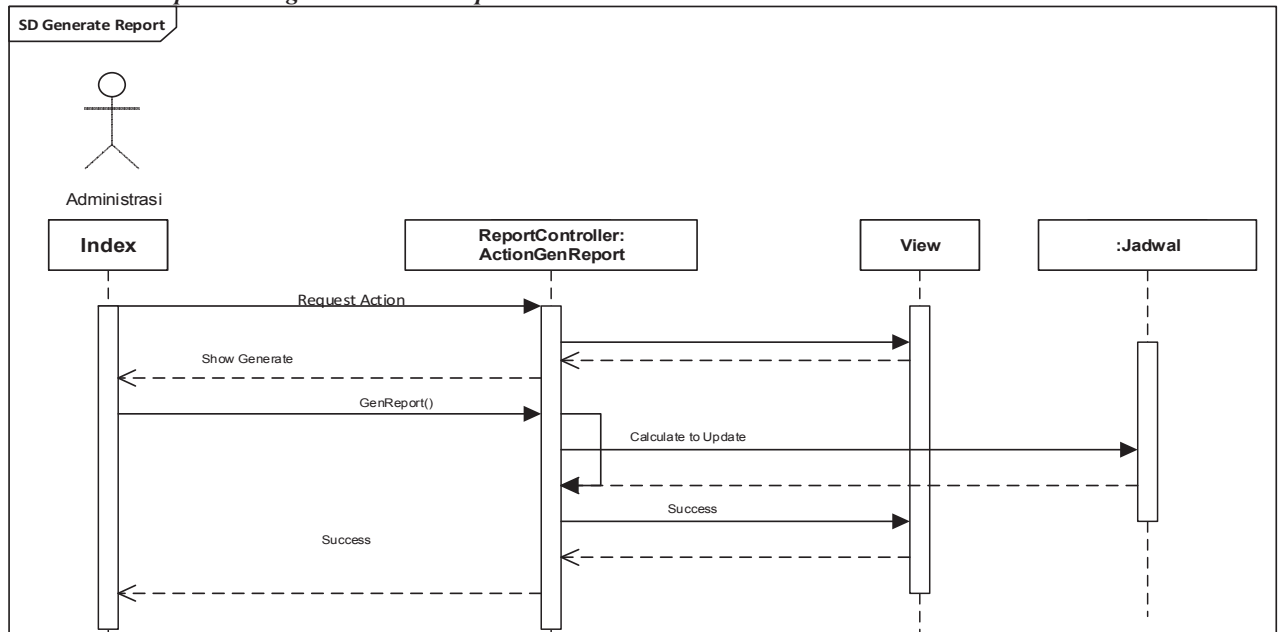 SD Generate Report
Administrasi
Index
ReportController:
ActionGenReport
View
:Jadwal
Request Action
Show Generate
GenReport()
Calculate to Update
Success
Success